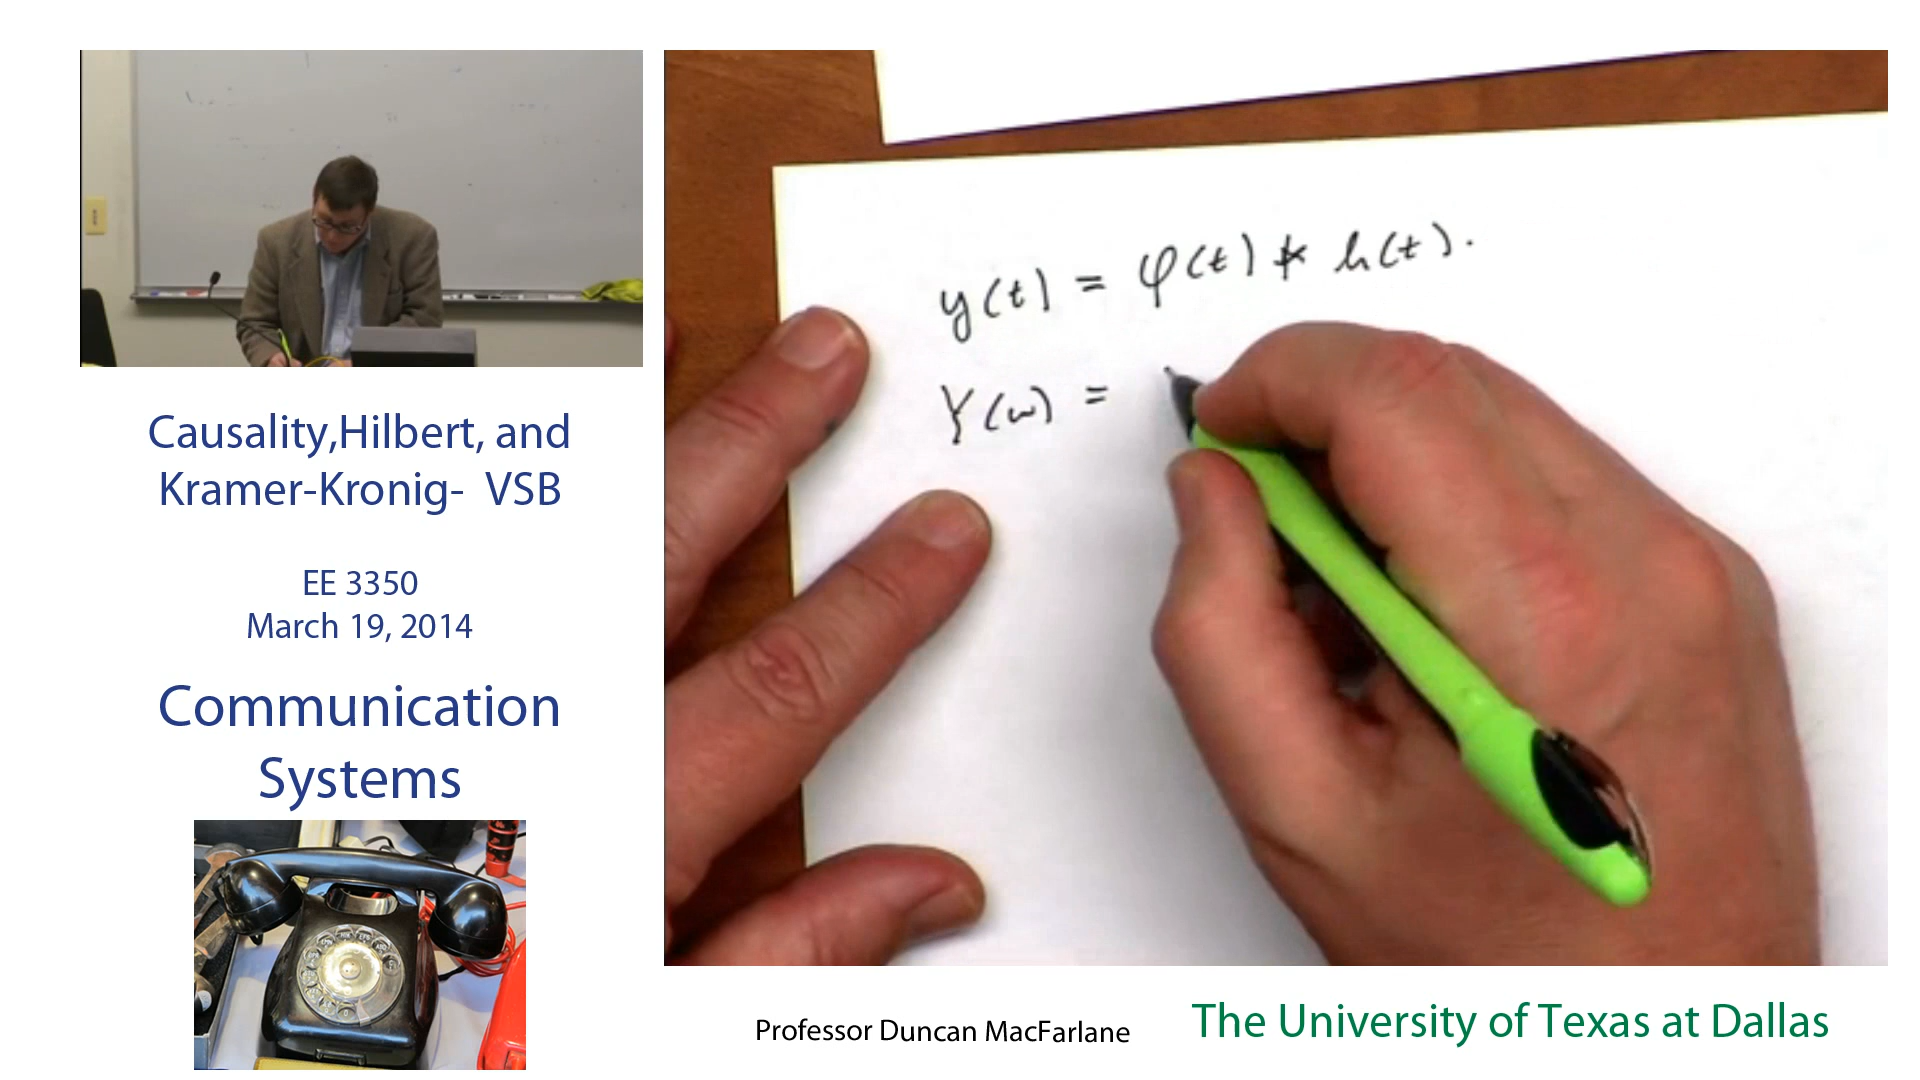 y(t) = φ(t) * h(t).
Y(ω) =
Causality,Hilbert, and
Kramer-Kronig- VSB
EE 3350
March 19, 2014
Communication
Systems
Professor Duncan MacFarlane
The University of Texas at Dallas